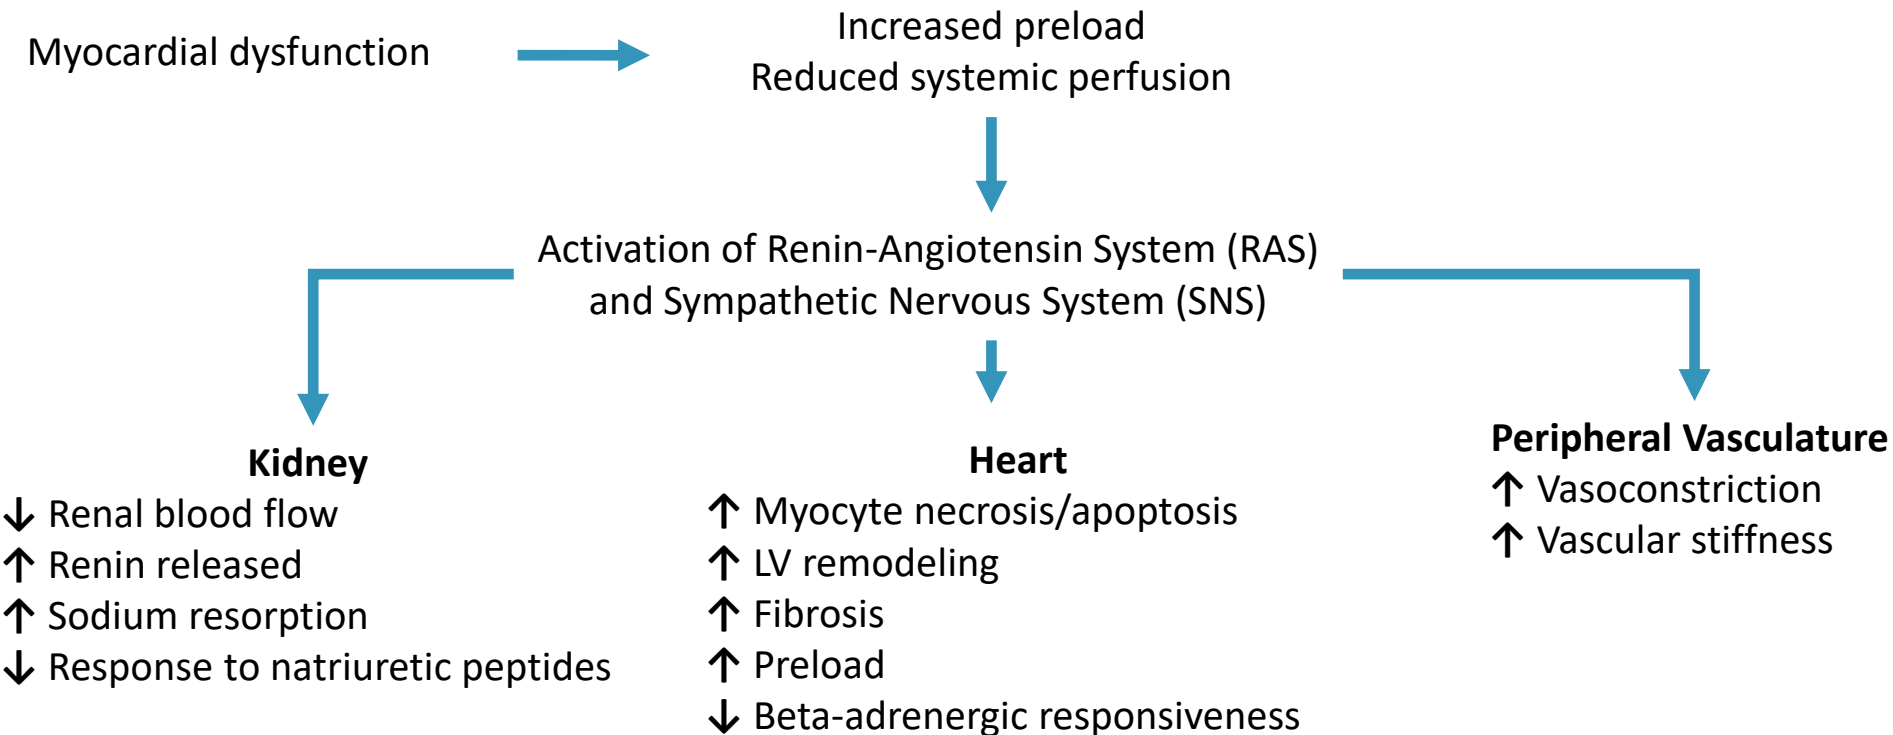 Myocardial dysfunction
Increased preload
Reduced systemic perfusion
Activation of Renin-Angiotensin System (RAS)
and Sympathetic Nervous System (SNS)
Kidney
↓ Renal blood flow
↑ Renin released
↑ Sodium resorption
↓ Response to natriuretic peptides
Heart
↑ Myocyte necrosis/apoptosis
↑ LV remodeling
↑ Fibrosis
↑ Preload
↓ Beta-adrenergic responsiveness
Peripheral Vasculature
↑ Vasoconstriction
↑ Vascular stiffness